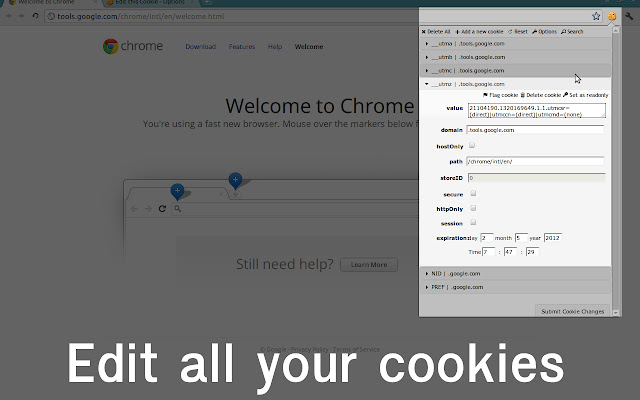 Welcome to Chrome
Edit this Cookie - Options
tools.google.com/chrome/intl/en/welcome.html
chrome
Download Features Help Welcome
Welcome to Chrome
You're using a fast new browser. Mouse over the markers below f
Still need help? Learn More
© Google · Privacy Policy · Terms of Service
Delete All Add a new cookie Reset Options Search
__utma | .tools.google.com
__utmb | .tools.google.com
__utmc | .tools.google.com
__utmz | .tools.google.com
Flag cookie Delete cookie Set as readonly
value 21104190.1320169649.1.1.utmcsr=
(direct)|utmccn=(direct)|utmcmd=(none)
domain .tools.google.com
hostOnly
path /chrome/intl/en/
storeID 0
secure
httpOnly
session
expiration: day 2 month 5 year 2012
Time 7 : 47 : 29
NID | .google.com
PREF | .google.com
Submit Cookie Changes
Edit all your cookies